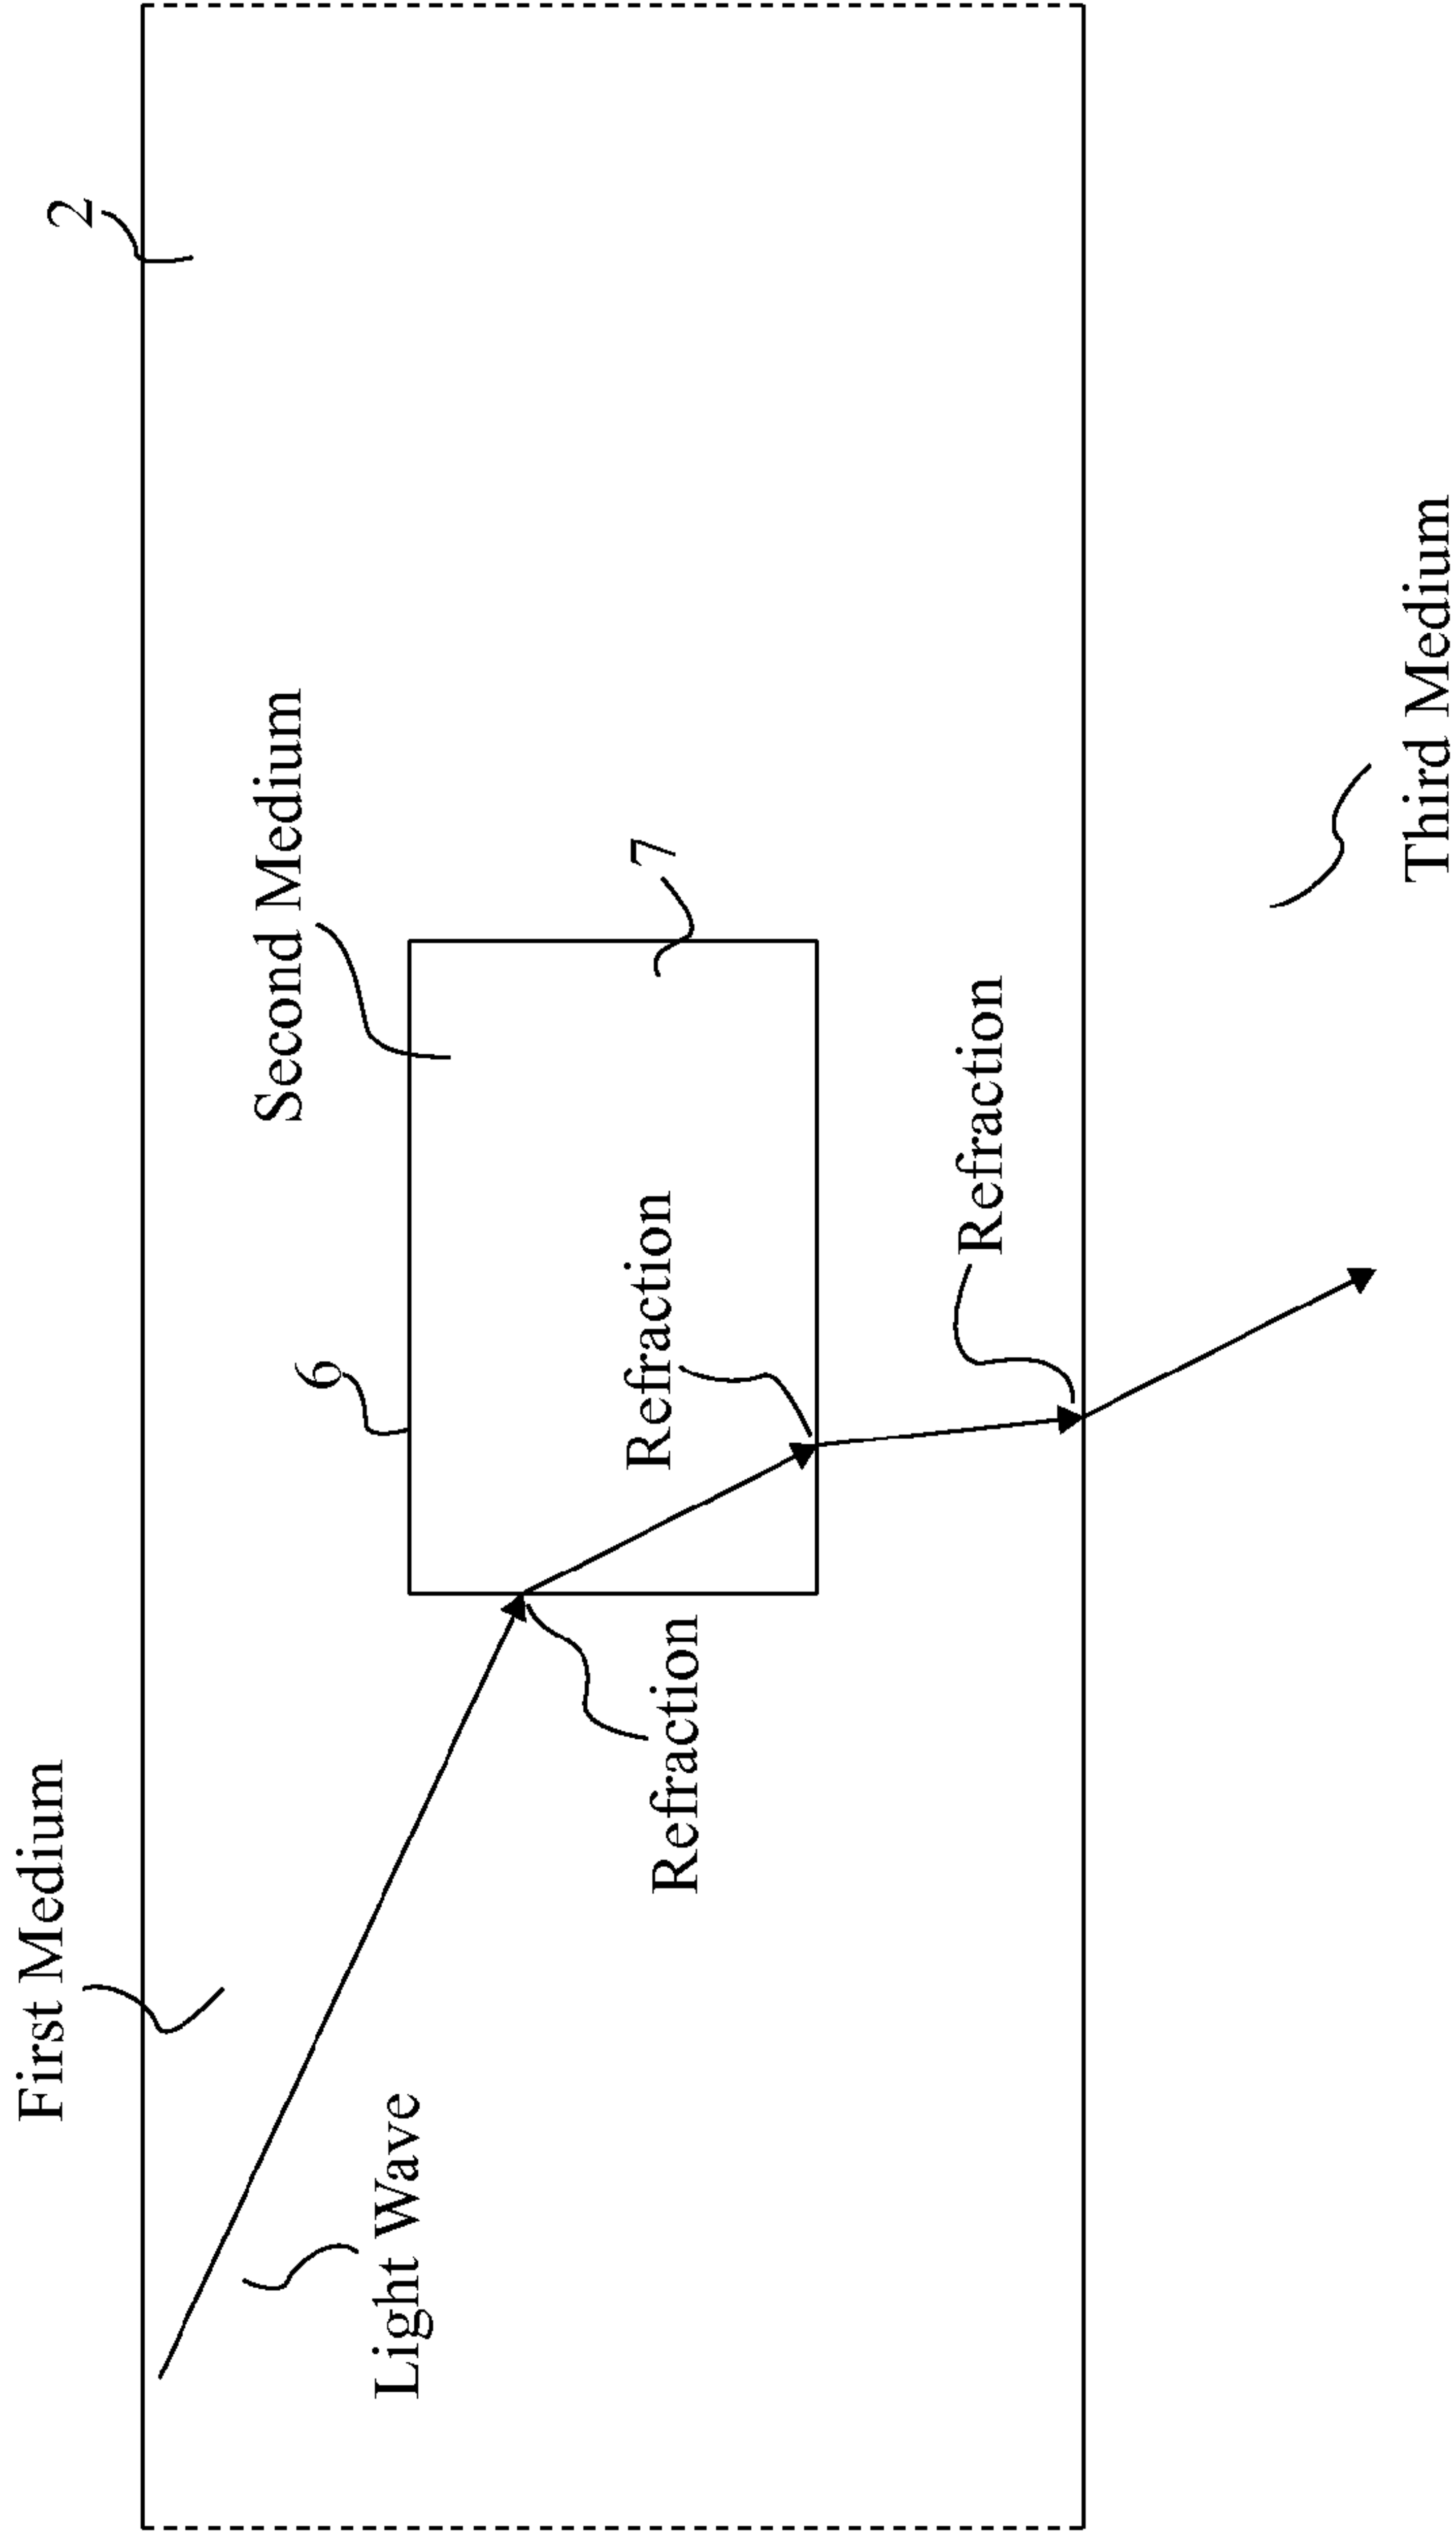 First Medium
2
Second Medium
6
Light Wave
7
Refraction
Refraction
Refraction
Third Medium